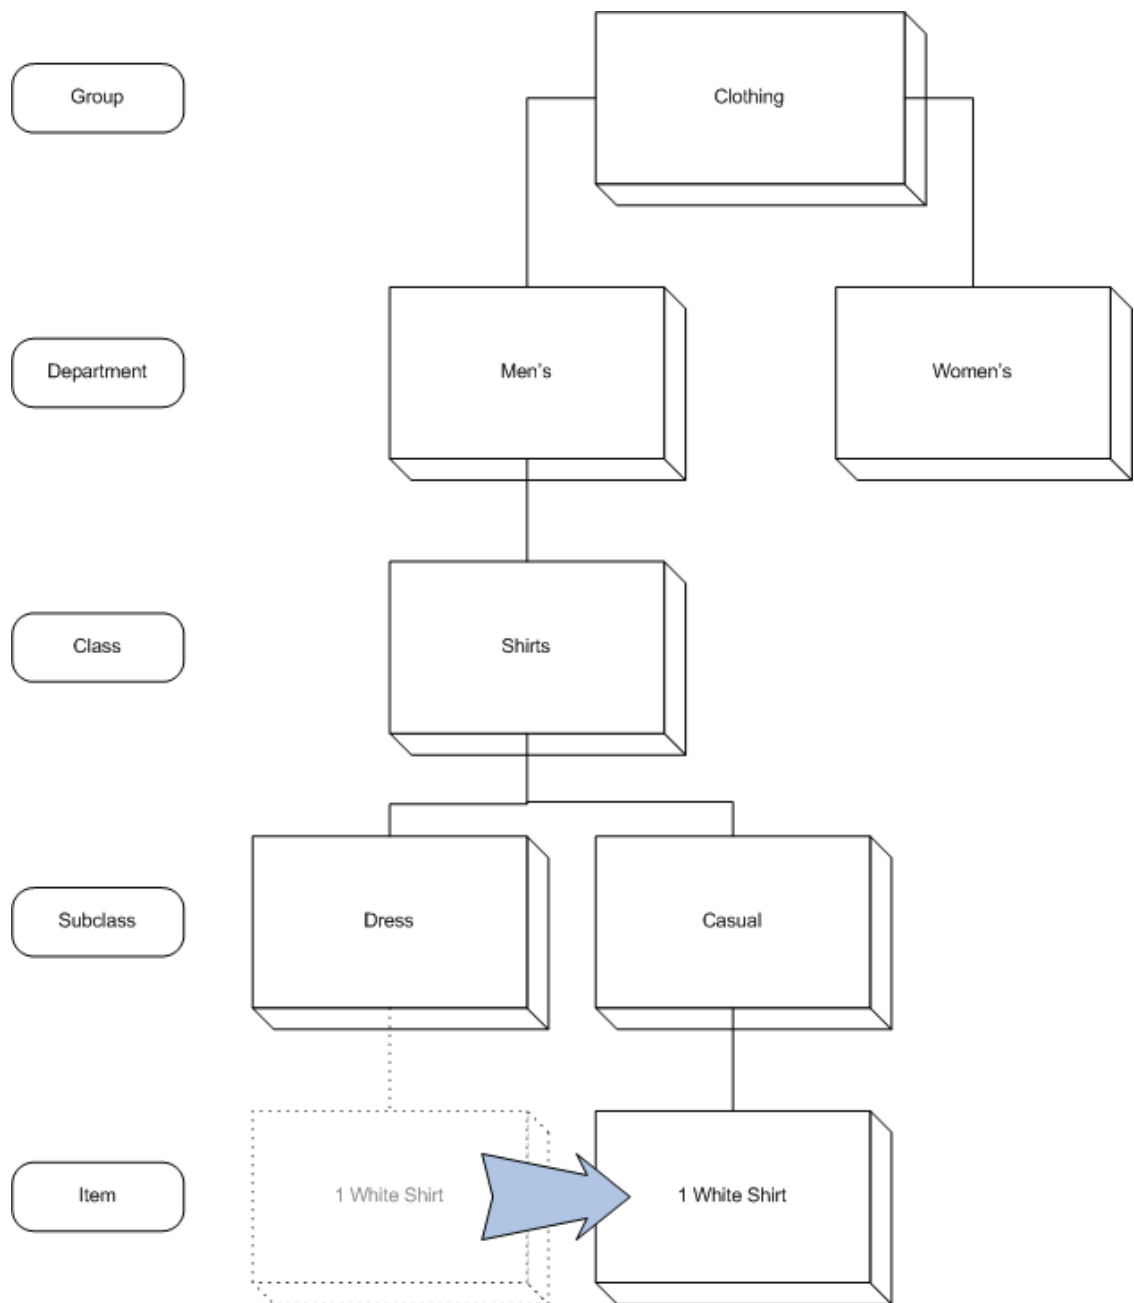 Group
Clothing
Department
Men's
Women's
Class
Shirts
Subclass
Dress
Casual
Item
1 White Shirt
1 White Shirt